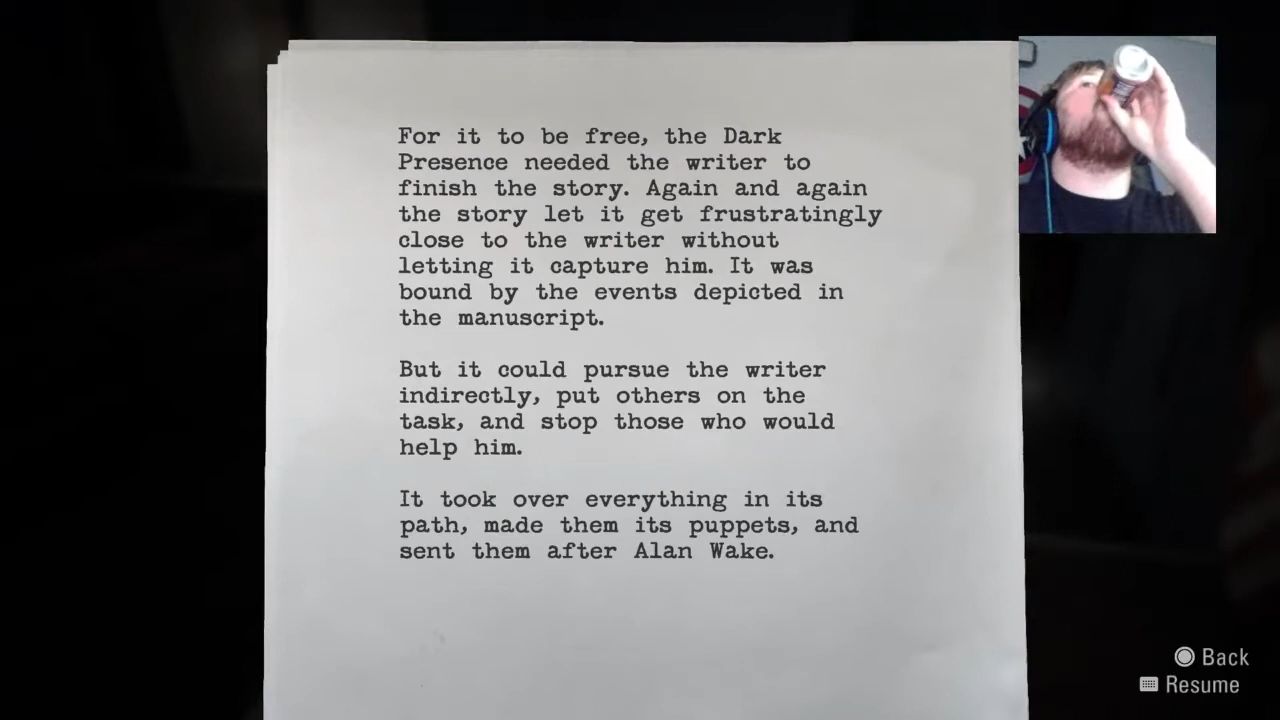 For it to be free, the Dark
Presence needed the writer to
finish the story. Again and again
the story let it get frustratingly
close to the writer without
letting it capture him. It was
bound by the events depicted in
the manuscript.
But it could pursue the writer
indirectly, put others on the
task, and stop those who would
help him.
It took over everything in its
path, made them its puppets, and
sent them after Alan Wake.
Back
Resume